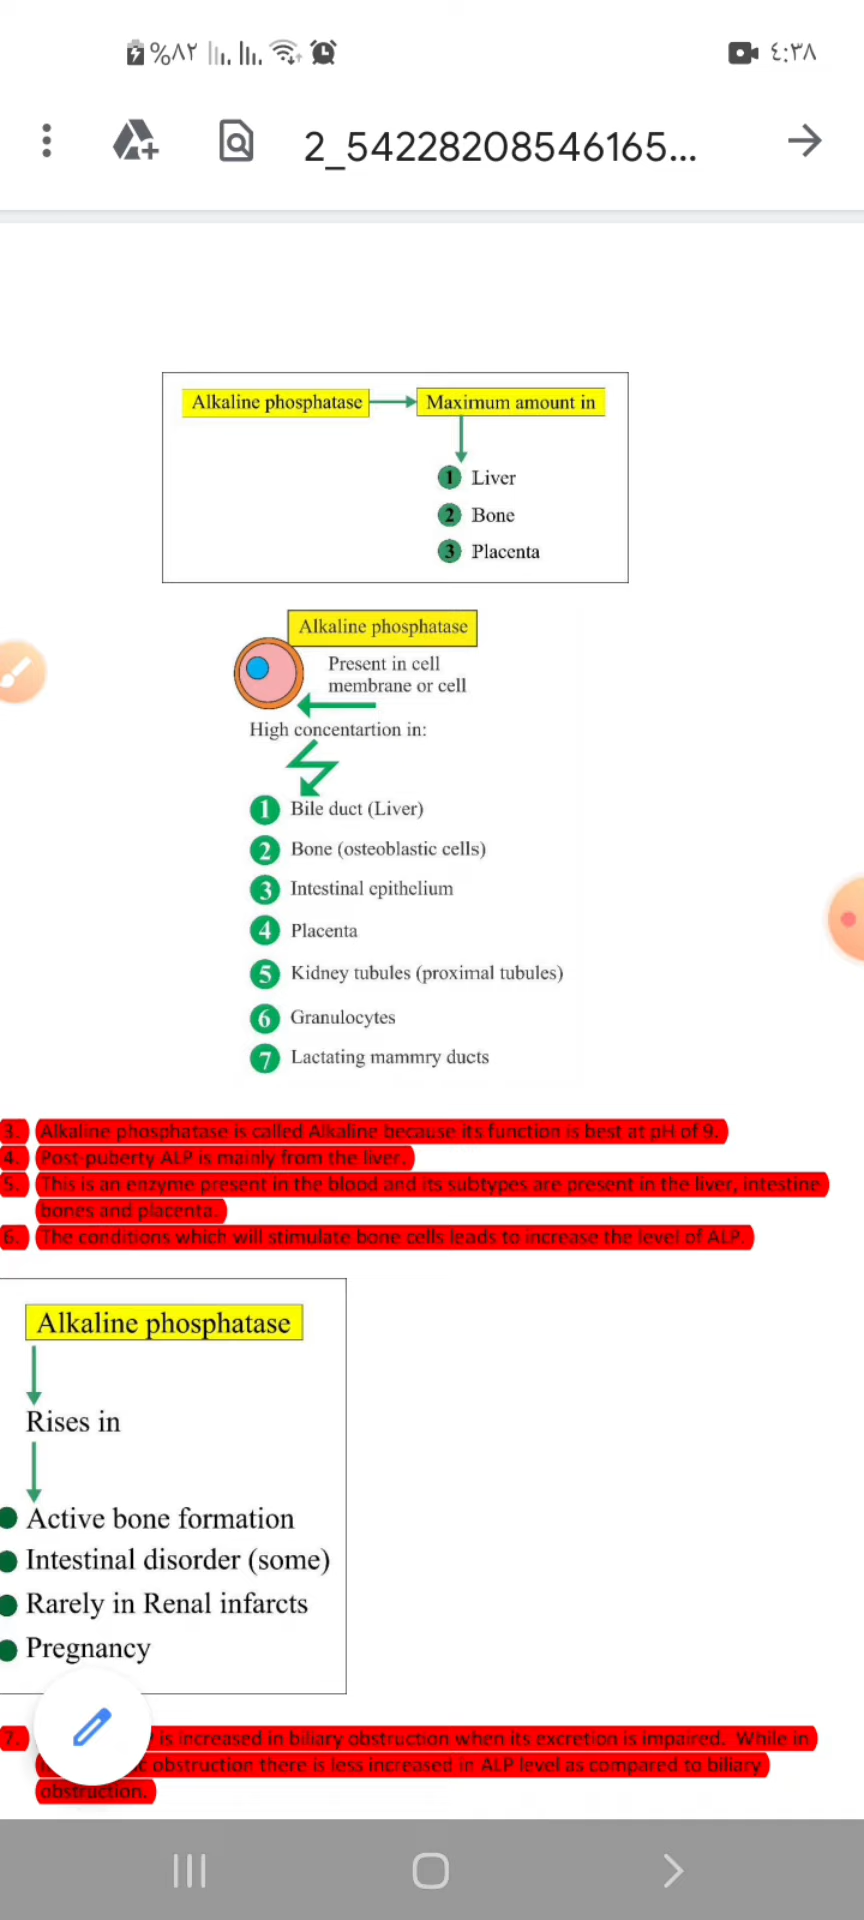 %٨٢ ٤:٣٨
2_54228208546165...
Alkaline phosphatase Maximum amount in
1 Liver
2 Bone
3 Placenta
Alkaline phosphatase
Present in cell
membrane or cell
High concentartion in:
1 Bile duct (Liver)
2 Bone (osteoblastic cells)
3 Intestinal epithelium
4 Placenta
5 Kidney tubules (proximal tubules)
6 Granulocytes
7 Lactating mammry ducts
3. Alkaline phosphatase is called Alkaline because its function is best at pH of 9.
4. Post-puberty ALP is mainly from the liver.
5. This is an enzyme present in the blood and its subtypes are present in the liver, intestine
bones and placenta.
6. The conditions which will stimulate bone cells leads to increase the level of ALP.
Alkaline phosphatase
Rises in
Active bone formation
Intestinal disorder (some)
Rarely in Renal infarcts
Pregnancy
7. is increased in biliary obstruction when its excretion is impaired. While in
obstruction there is less increased in ALP level as compared to biliary
obstruction.